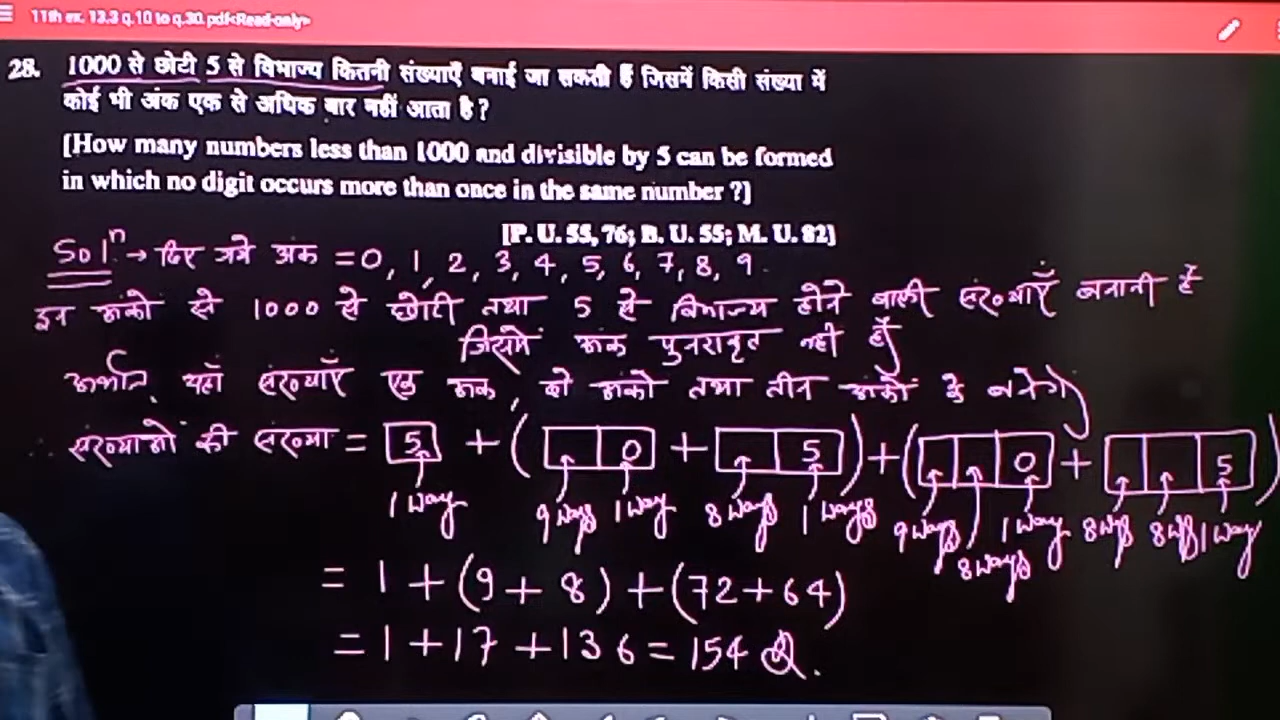 11th ex. 13.3 q.10 to q.30.pdf<Read-only>
28. 1000 से छोटी 5 से विभाज्य कितनी संख्याएँ बनाई जा सकती हैं जिसमें किसी संख्या में
कोई भी अंक एक से अधिक बार नहीं आता है ?
[How many numbers less than 1000 and divisible by 5 can be formed
in which no digit occurs more than once in the same number ?]
[P. U. 55, 76; B. U. 55; M. U. 82]
Solⁿ → दिए गये अंक = 0, 1, 2, 3, 4, 5, 6, 7, 8, 9.
इन अंको से 1000 से छोटी तथा 5 से विभाज्य होने वाली संख्याएँ बनानी है
जिसमें अंक पुनरावृत नहीं हों
अर्थात् यहाँ संख्याएँ एक अंक, दो अंको तथा तीन अंकों के बनेंगे
∴ संख्याओं की संख्या = 5 + ( 0 + 5 ) + ( 0 + 5 )
1 way 9 ways 1 way 8 ways 1 ways 9 ways 8 ways 1 way 8 ways 8 ways 1 way
= 1 + (9 + 8) + (72 + 64)
= 1 + 17 + 136 = 154